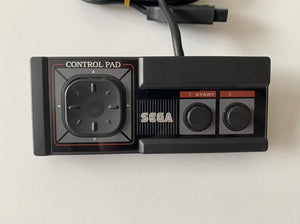 CONTROL PAD
1 START
2
SEGA